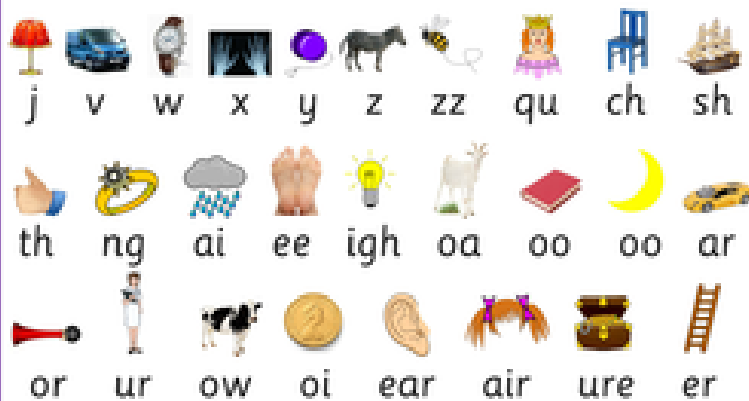 j v w x y z zz qu ch sh
th ng ai ee igh oa oo oo ar
or ur ow oi ear air ure er